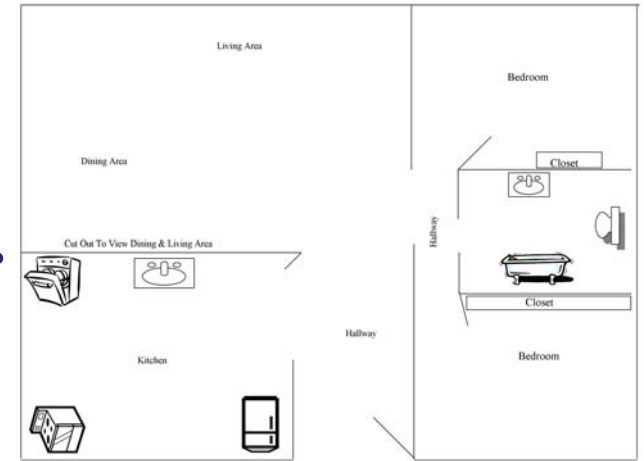 Living Area
Bedroom
Dining Area
Closet
Hallway
Cut Out To View Dining & Living Area
Closet
Hallway
Kitchen
Bedroom